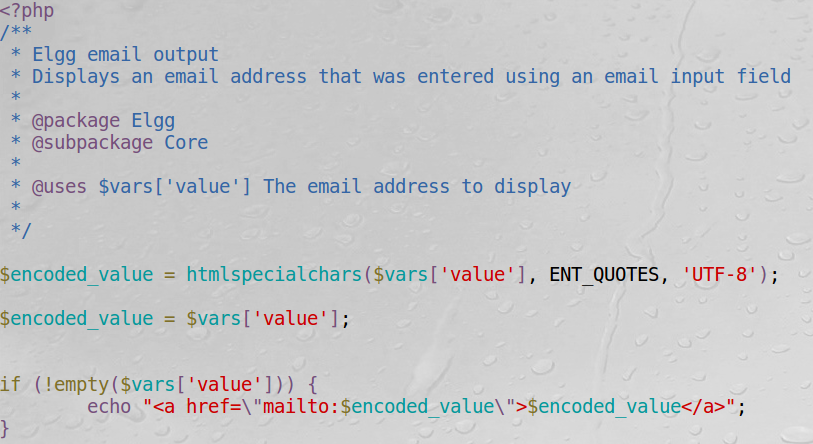 <?php
/**
 * Elgg email output
 * Displays an email address that was entered using an email input field
 *
 * @package Elgg
 * @subpackage Core
 *
 * @uses $vars['value'] The email address to display
 *
 */
$encoded_value = htmlspecialchars($vars['value'], ENT_QUOTES, 'UTF-8');
$encoded_value = $vars['value'];
if (!empty($vars['value'])) {
        echo "<a href=\"mailto:$encoded_value\">$encoded_value</a>";
}